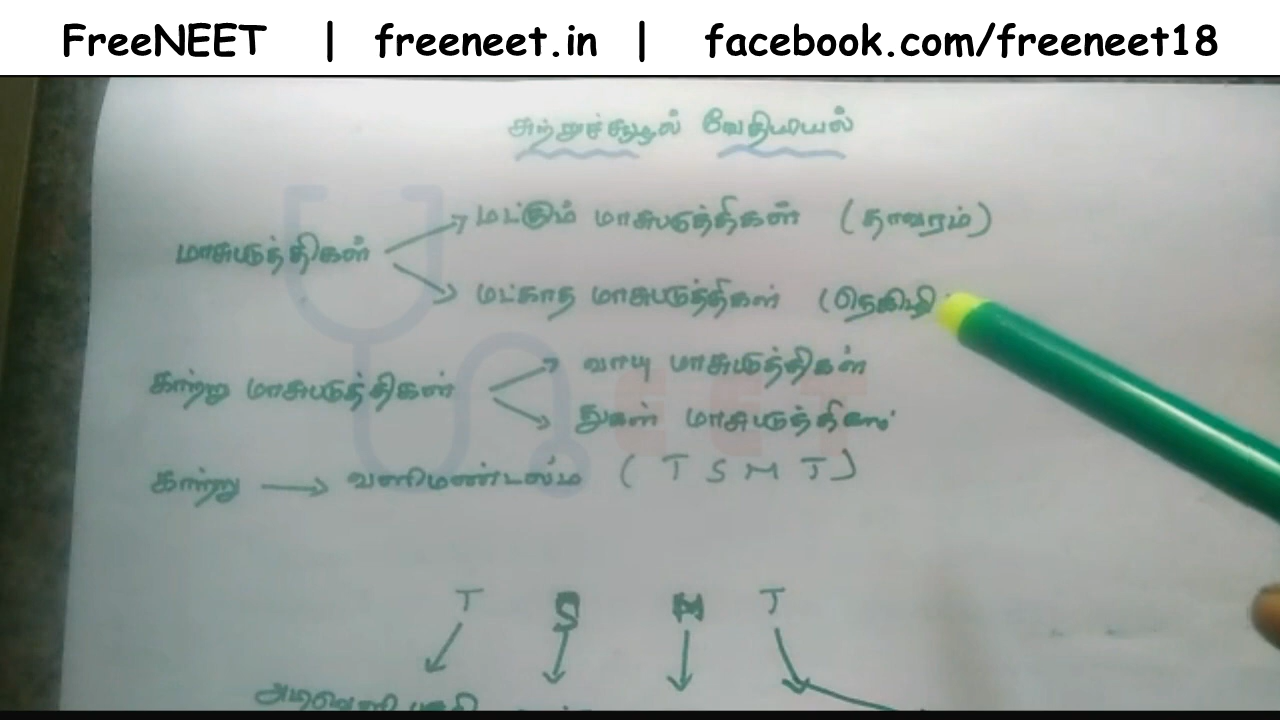 FreeNEET | freeneet.in | facebook.com/freeneet18
சுற்றுச்சூழல் வேதியியல்
மட்கும் மாசுபடுத்திகள் (தாவரம்)
மாசுபடுத்திகள்
மட்காத மாசுபடுத்திகள் (நெகிழி
வாயு மாசுபடுத்திகள்
காற்று மாசுபடுத்திகள்
துகள் மாசுபடுத்திகள்
காற்று → வளிமண்டலம் ( T S M T )
T S M T